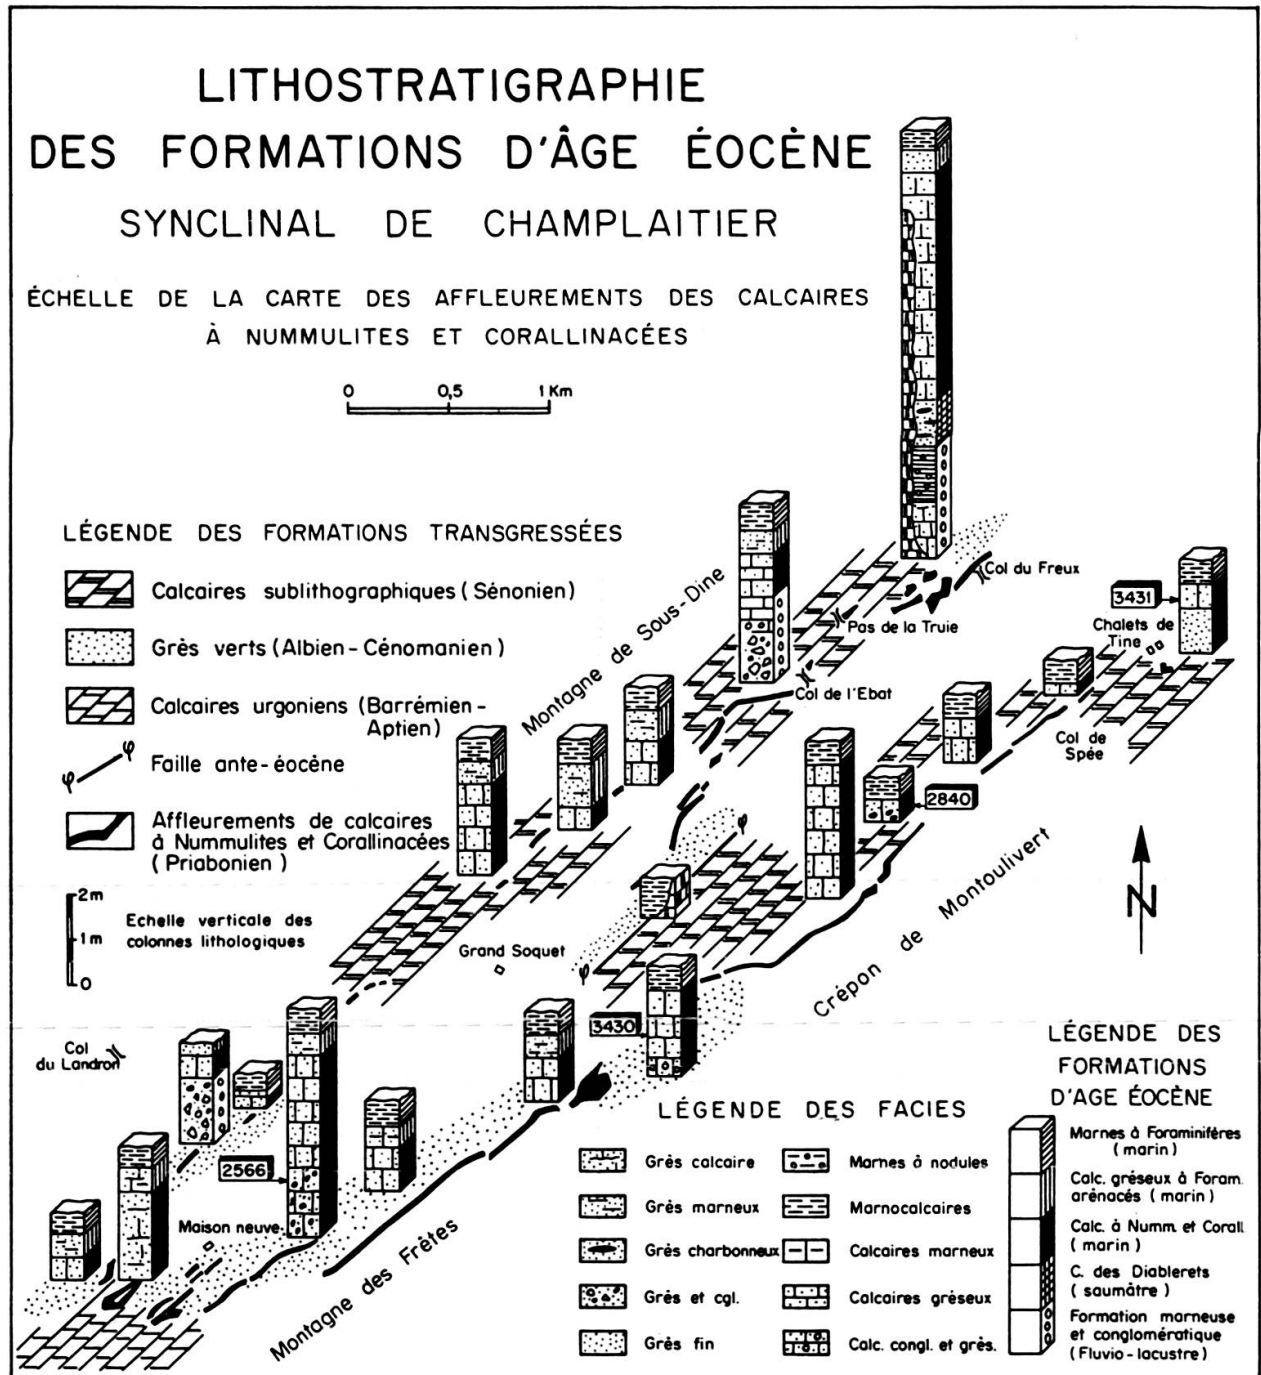 LITHOSTRATIGRAPHIE
DES FORMATIONS D'ÂGE ÉOCÈNE
SYNCLINAL DE CHAMPLAITIER
ÉCHELLE DE LA CARTE DES AFFLEUREMENTS DES CALCAIRES
À NUMMULITES ET CORALLINACÉES
0 0,5 1 Km
LÉGENDE DES FORMATIONS TRANSGRESSÉES
Calcaires sublithographiques (Sénonien)
Grès verts (Albien-Cénomanien)
Calcaires urgoniens (Barrémien-
Aptien)
φ φ
Faille ante-éocène
Affleurements de calcaires
à Nummulites et Corallinacées
(Priabonien)
2m
1m
0
Echelle verticale des
colonnes lithologiques
Montagne de Sous-Dine
Col du Freux
Pas de la Truie
Col de l'Ebat
3431
Chalets de
Tine
Col de
Spée
2840
φ
φ
Crépon de Montoulivert
N
Grand Soquet
3430
Col
du Landron
2566
Maison neuve
Montagne des Frêtes
LÉGENDE DES FACIES
Grès calcaire
Grès marneux
Grès charbonneux
Grès et cgl.
Grès fin
Marnes à nodules
Marnocalcaires
Calcaires marneux
Calcaires gréseux
Calc. congl. et grès.
LÉGENDE DES
FORMATIONS
D'AGE ÉOCÈNE
Marnes à Foraminifères
(marin)
Calc. gréseux à Foram.
arénacés (marin)
Calc. à Numm. et Corall.
(marin)
C. des Diablerets
(saumâtre)
Formation marneuse
et conglomératique
(Fluvio-lacustre)